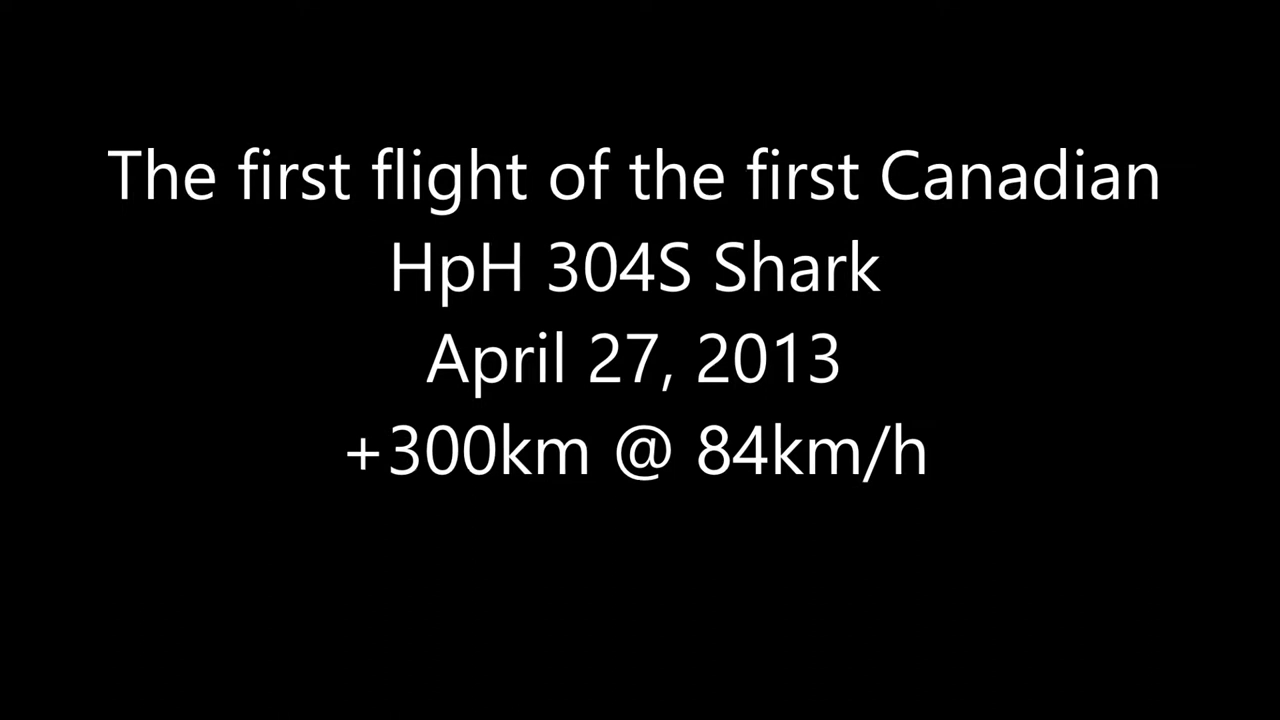 The first flight of the first Canadian
HpH 304S Shark
April 27, 2013
+300km @ 84km/h